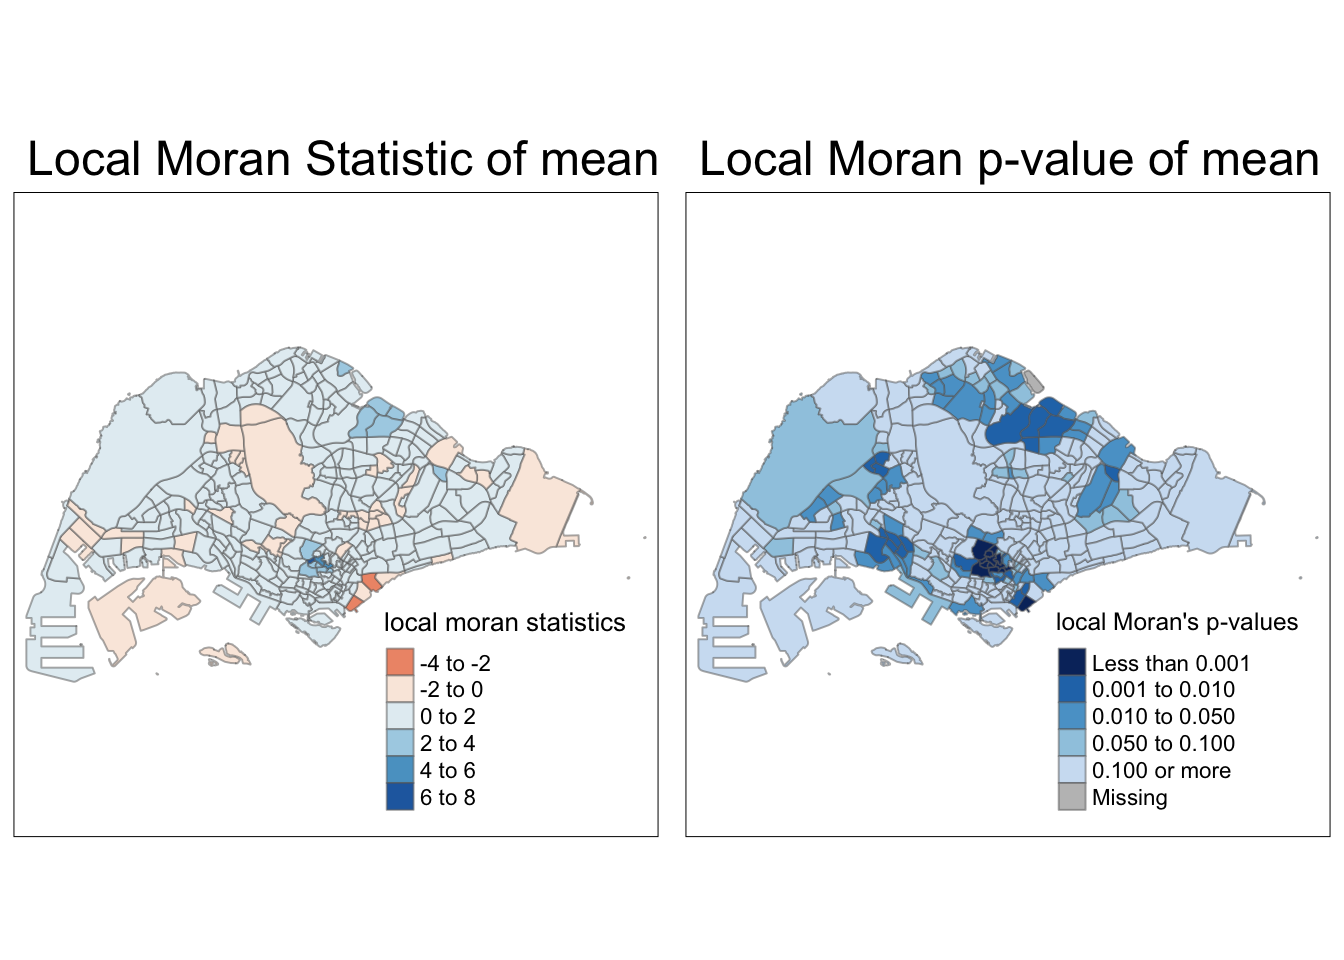 Local Moran Statistic of mean
local moran statistics
-4 to -2
-2 to 0
0 to 2
2 to 4
4 to 6
6 to 8
Local Moran p-value of mean
local Moran's p-values
Less than 0.001
0.001 to 0.010
0.010 to 0.050
0.050 to 0.100
0.100 or more
Missing